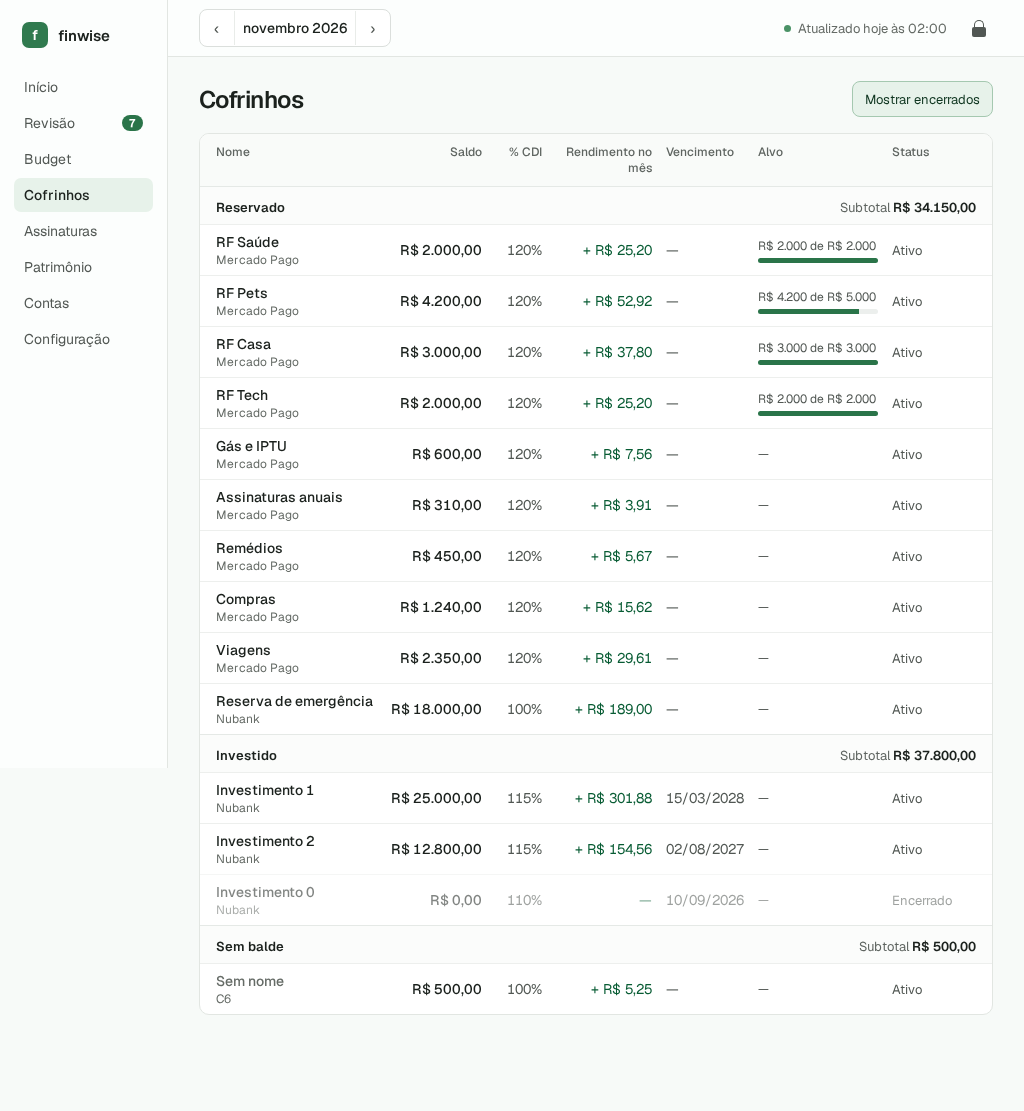 f finwise
‹ novembro 2026 ›
Atualizado hoje às 02:00
Início
Revisão 7
Budget
Cofrinhos
Assinaturas
Patrimônio
Contas
Configuração
Cofrinhos
Mostrar encerrados
Nome Saldo % CDI Rendimento no mês Vencimento Alvo Status
Reservado Subtotal R$ 34.150,00
RF Saúde
Mercado Pago
R$ 2.000,00 120% + R$ 25,20 — R$ 2.000 de R$ 2.000 Ativo
RF Pets
Mercado Pago
R$ 4.200,00 120% + R$ 52,92 — R$ 4.200 de R$ 5.000 Ativo
RF Casa
Mercado Pago
R$ 3.000,00 120% + R$ 37,80 — R$ 3.000 de R$ 3.000 Ativo
RF Tech
Mercado Pago
R$ 2.000,00 120% + R$ 25,20 — R$ 2.000 de R$ 2.000 Ativo
Gás e IPTU
Mercado Pago
R$ 600,00 120% + R$ 7,56 — — Ativo
Assinaturas anuais
Mercado Pago
R$ 310,00 120% + R$ 3,91 — — Ativo
Remédios
Mercado Pago
R$ 450,00 120% + R$ 5,67 — — Ativo
Compras
Mercado Pago
R$ 1.240,00 120% + R$ 15,62 — — Ativo
Viagens
Mercado Pago
R$ 2.350,00 120% + R$ 29,61 — — Ativo
Reserva de emergência
Nubank
R$ 18.000,00 100% + R$ 189,00 — — Ativo
Investido Subtotal R$ 37.800,00
Investimento 1
Nubank
R$ 25.000,00 115% + R$ 301,88 15/03/2028 — Ativo
Investimento 2
Nubank
R$ 12.800,00 115% + R$ 154,56 02/08/2027 — Ativo
Investimento 0
Nubank
R$ 0,00 110% — 10/09/2026 — Encerrado
Sem balde Subtotal R$ 500,00
Sem nome
C6
R$ 500,00 100% + R$ 5,25 — — Ativo